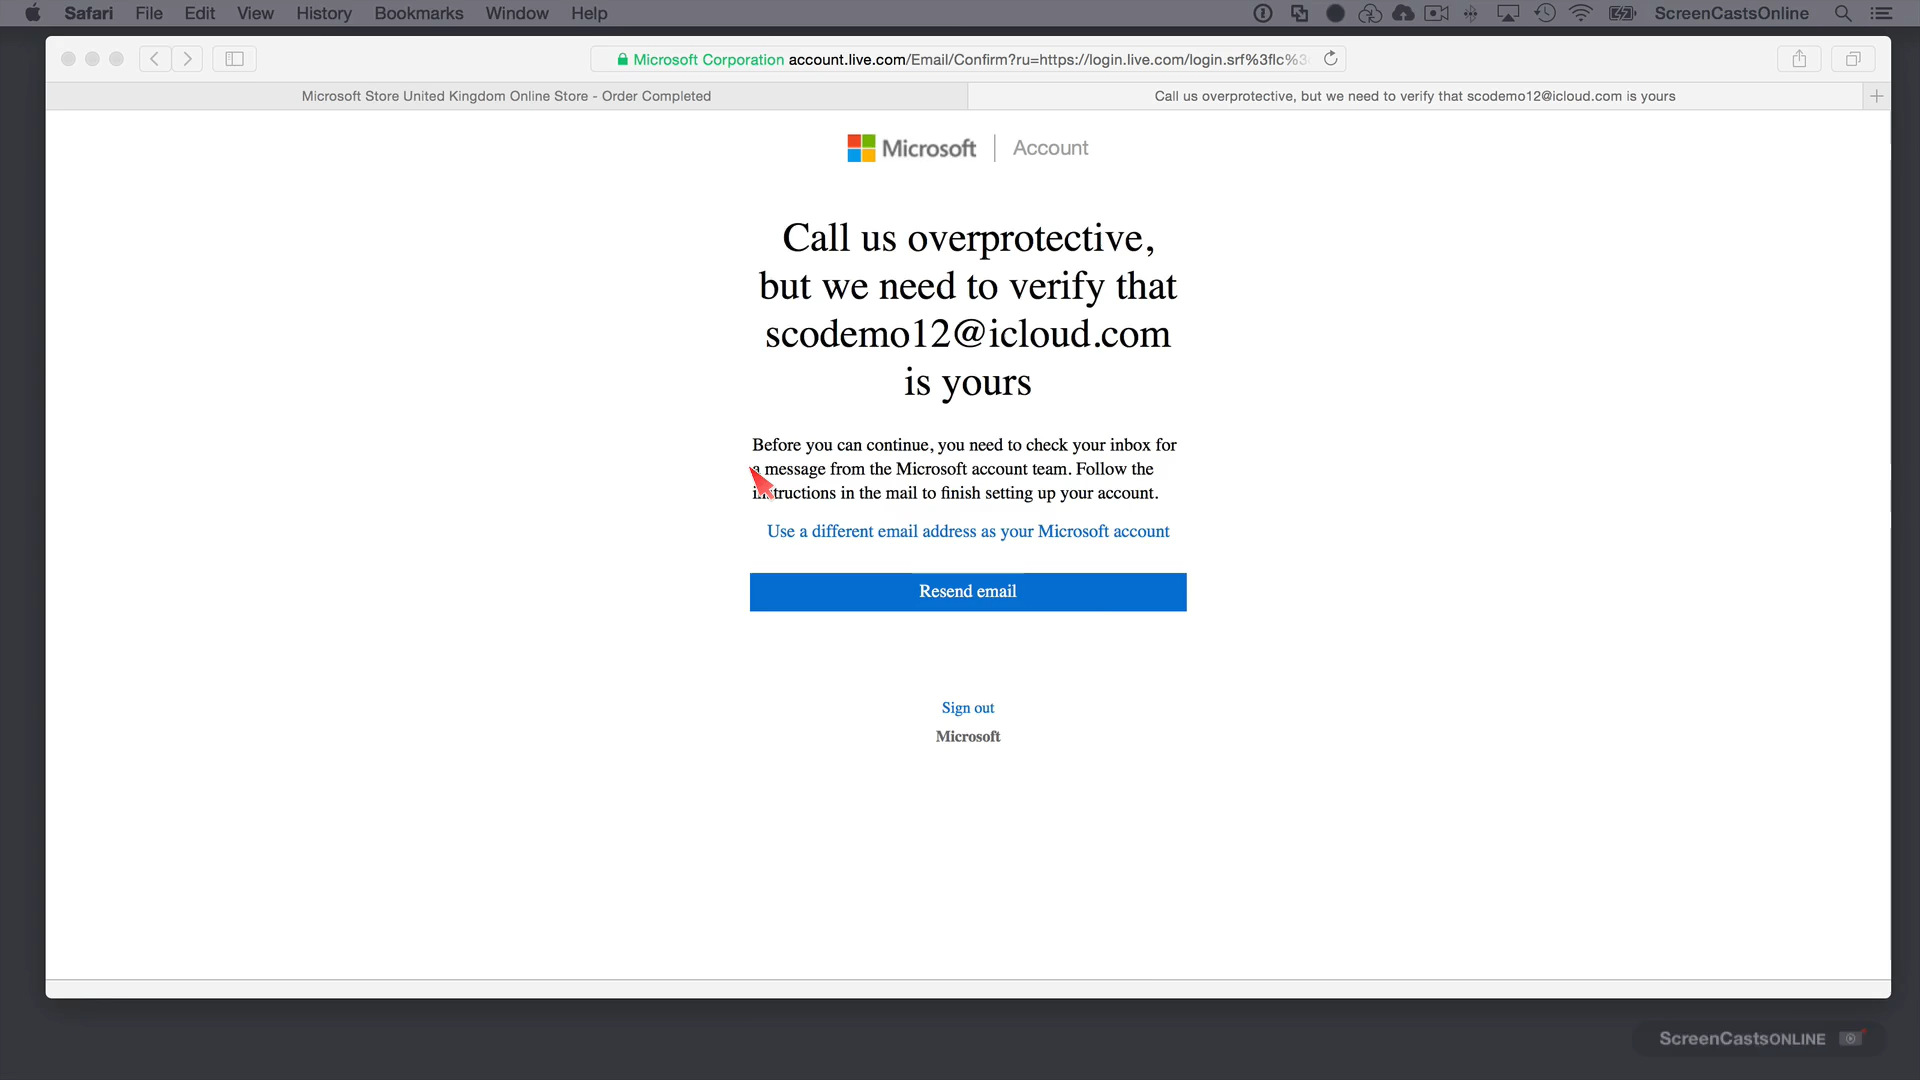 Safari File Edit View History Bookmarks Window Help ScreenCastsOnline
Microsoft Corporation account.live.com/Email/Confirm?ru=https://login.live.com/login.srf%3flc%3
Microsoft Store United Kingdom Online Store - Order Completed
Call us overprotective, but we need to verify that scodemo12@icloud.com is yours
Microsoft Account
Call us overprotective,
but we need to verify that
scodemo12@icloud.com
is yours
Before you can continue, you need to check your inbox for
a message from the Microsoft account team. Follow the
instructions in the mail to finish setting up your account.
Use a different email address as your Microsoft account
Resend email
Sign out
Microsoft
ScreenCastsONLINE